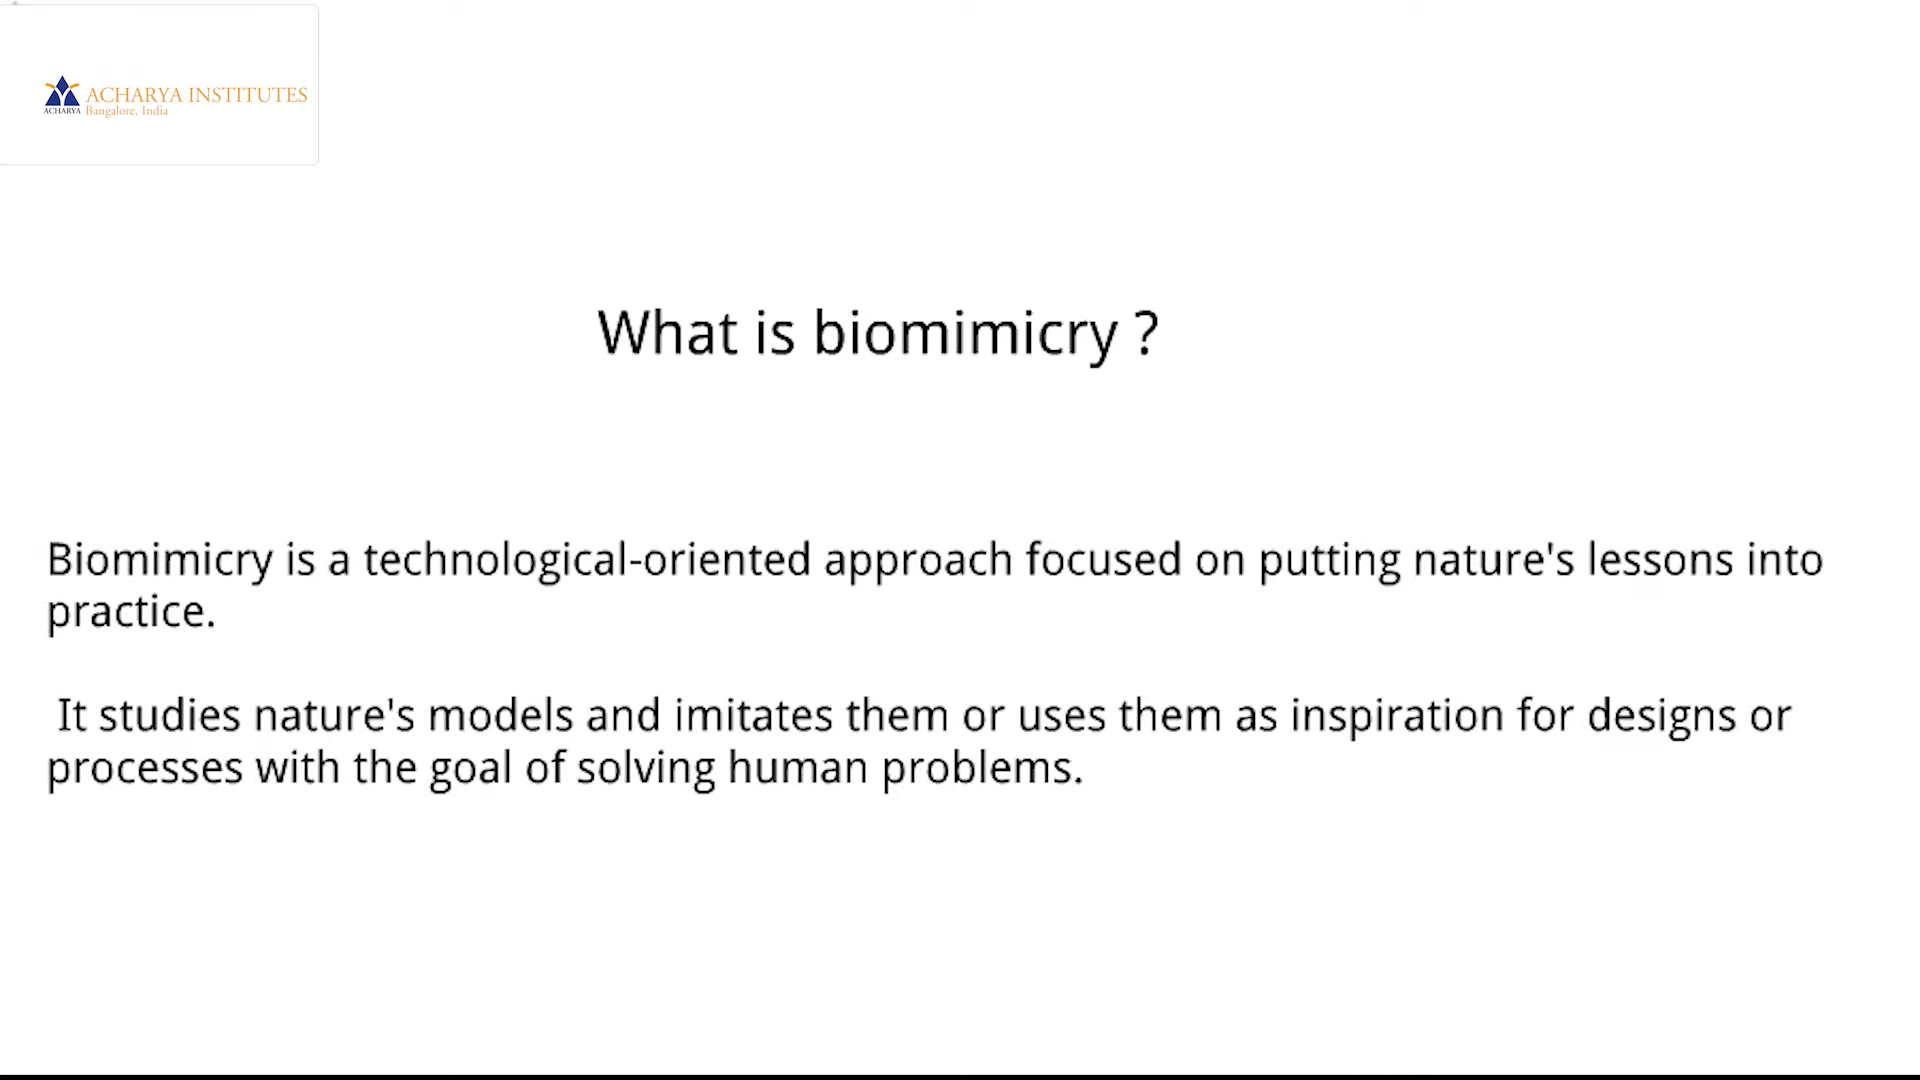 ACHARYA INSTITUTES
ACHARYA Bangalore, India
What is biomimicry ?
Biomimicry is a technological-oriented approach focused on putting nature's lessons into
practice.
It studies nature's models and imitates them or uses them as inspiration for designs or
processes with the goal of solving human problems.